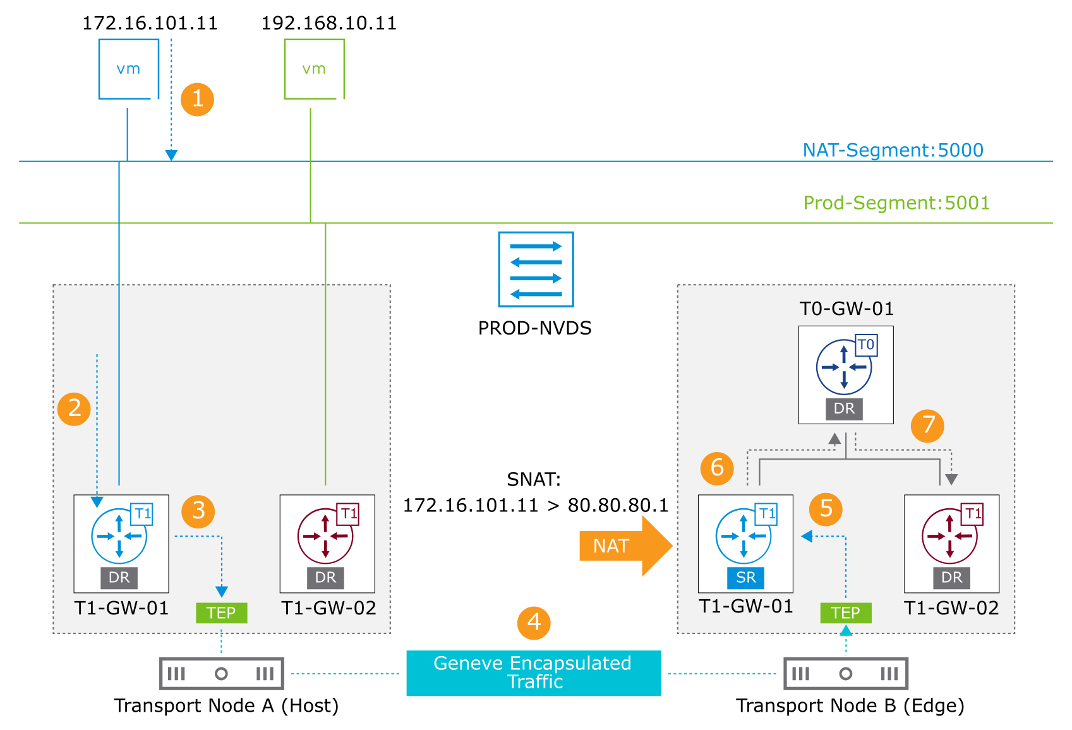 172.16.101.11
192.168.10.11
vm
vm
1
NAT-Segment:5000
Prod-Segment:5001
PROD-NVDS
T0-GW-01
T0
DR
2
7
6
SNAT:
172.16.101.11 > 80.80.80.1
NAT
3
5
T1
DR
T1-GW-01
T1
DR
T1-GW-02
T1
SR
T1-GW-01
T1
DR
T1-GW-02
TEP
TEP
4
Geneve Encapsulated
Traffic
Transport Node A (Host)
Transport Node B (Edge)